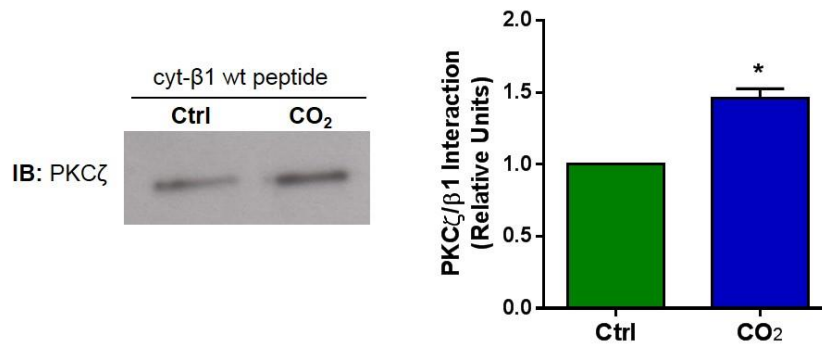 cyt-β1 wt peptide
Ctrl CO₂
IB: PKCζ
PKCζ/β1 Interaction
(Relative Units)
2.0
1.5
1.0
0.5
0.0
*
Ctrl CO₂